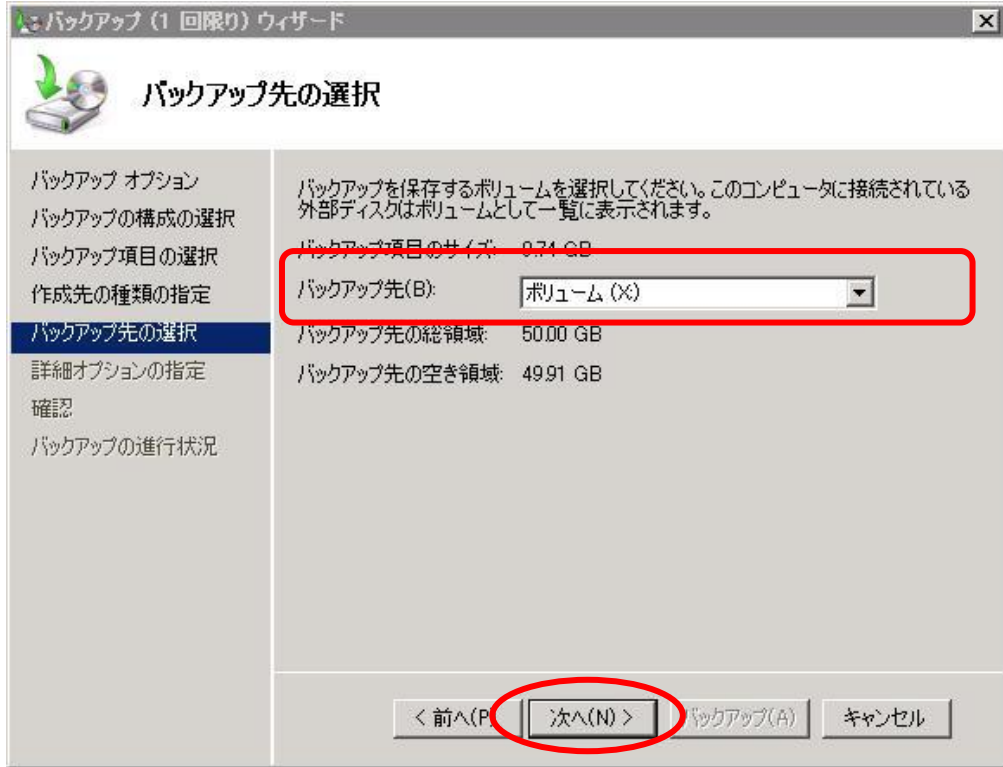 バックアップ (1 回限り) ウィザード
バックアップ先の選択
バックアップ オプション
バックアップの構成の選択
バックアップ項目の選択
作成先の種類の指定
バックアップ先の選択
詳細オプションの指定
確認
バックアップの進行状況
バックアップを保存するボリュームを選択してください。このコンピュータに接続されている
外部ディスクはボリュームとして一覧に表示されます。
バックアップ項目のサイズ:
バックアップ先(B): ボリューム (X:)
バックアップ先の総領域: 50.00 GB
バックアップ先の空き領域: 49.91 GB
< 前へ(P) 次へ(N) > バックアップ(A) キャンセル